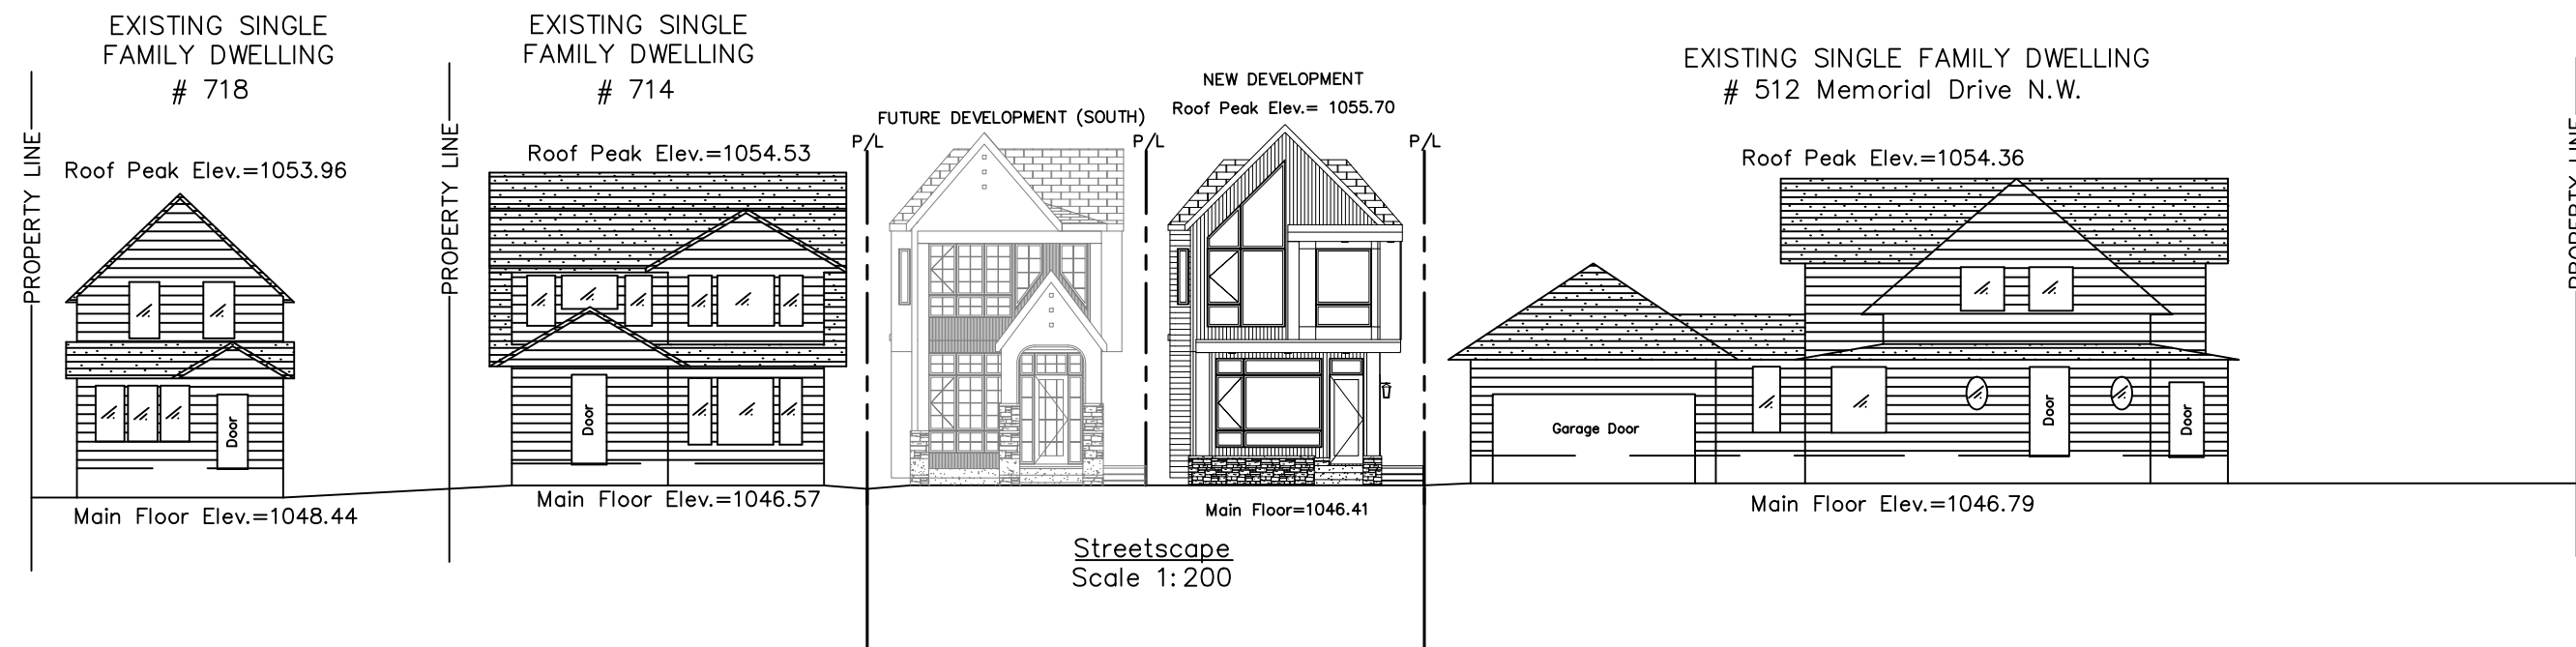 EXISTING SINGLE
FAMILY DWELLING
# 718
PROPERTY LINE
Roof Peak Elev.=1053.96
Door
Main Floor Elev.=1048.44
EXISTING SINGLE
FAMILY DWELLING
# 714
PROPERTY LINE
Roof Peak Elev.=1054.53
Door
Main Floor Elev.=1046.57
FUTURE DEVELOPMENT (SOUTH)
P/L
P/L
NEW DEVELOPMENT
Roof Peak Elev.= 1055.70
P/L
Main Floor=1046.41
Streetscape
Scale 1:200
EXISTING SINGLE FAMILY DWELLING
# 512 Memorial Drive N.W.
Roof Peak Elev.=1054.36
Garage Door
Door
Door
Main Floor Elev.=1046.79
PROPERTY LINE